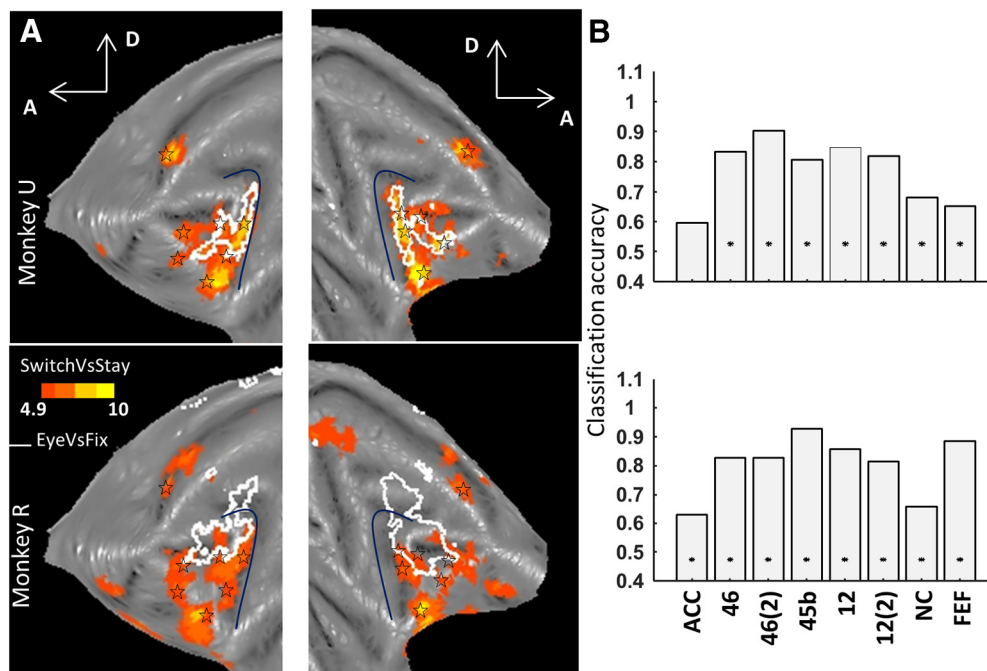 A
B
D
A
D
A
Monkey U
Monkey R
SwitchVsStay
4.9 10
EyeVsFix
Classification accuracy
1.1
1
0.9
0.8
0.7
0.6
0.5
0.4
* * * * * * *
1.1
1
0.9
0.8
0.7
0.6
0.5
0.4
* * * * * * * *
ACC
46
46(2)
45b
12
12(2)
NC
FEF